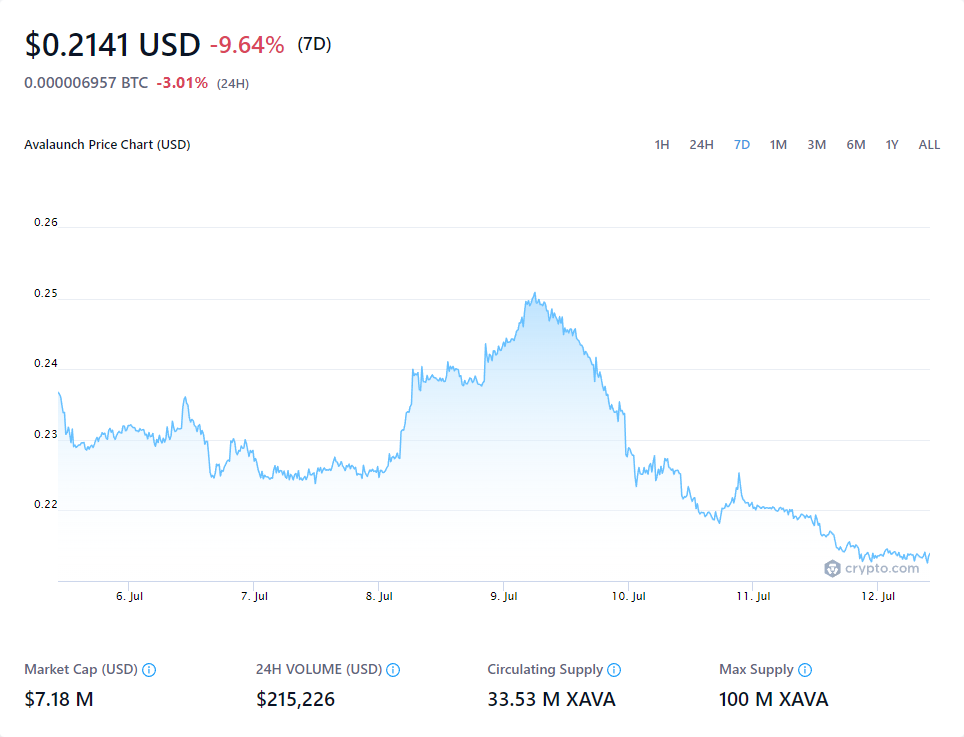 $0.2141 USD -9.64% (7D)
0.000006957 BTC -3.01% (24H)
Avalaunch Price Chart (USD) 1H 24H 7D 1M 3M 6M 1Y ALL
0.26
0.25
0.24
0.23
0.22
crypto.com
6. Jul 7. Jul 8. Jul 9. Jul 10. Jul 11. Jul 12. Jul
Market Cap (USD) 24H VOLUME (USD) Circulating Supply Max Supply
$7.18 M $215,226 33.53 M XAVA 100 M XAVA